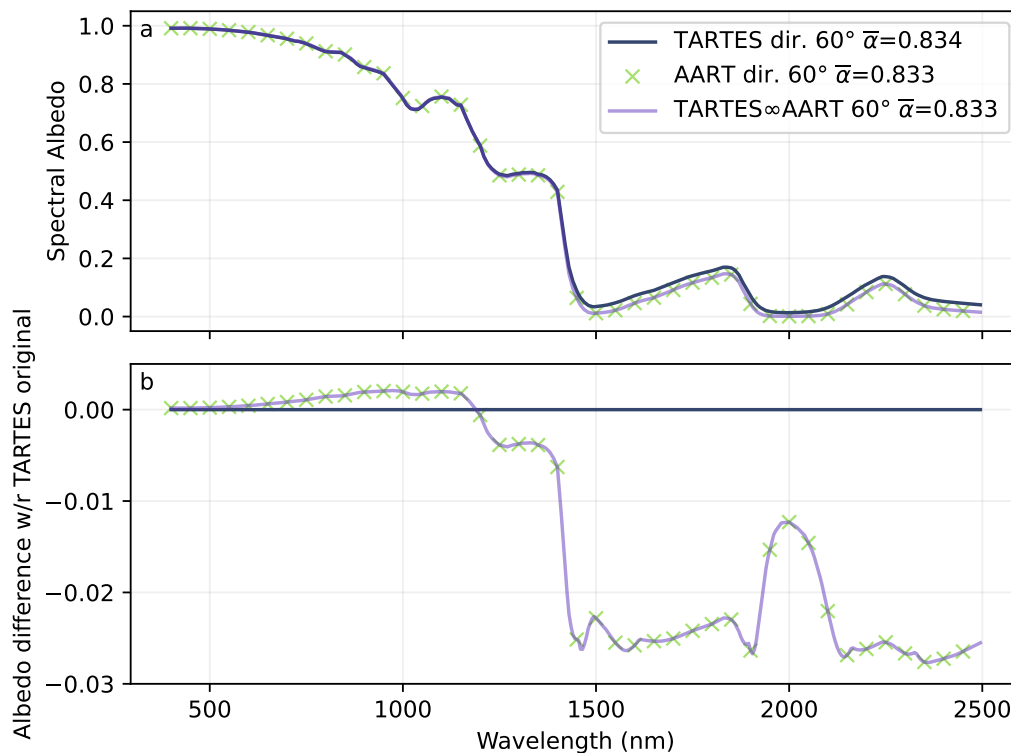 a
TARTES dir. 60° α̅=0.834
AART dir. 60° α̅=0.833
TARTES∞AART 60° α̅=0.833
Spectral Albedo
1.0
0.8
0.6
0.4
0.2
0.0
b
Albedo difference w/r TARTES original
0.00
−0.01
−0.02
−0.03
500 1000 1500 2000 2500
Wavelength (nm)